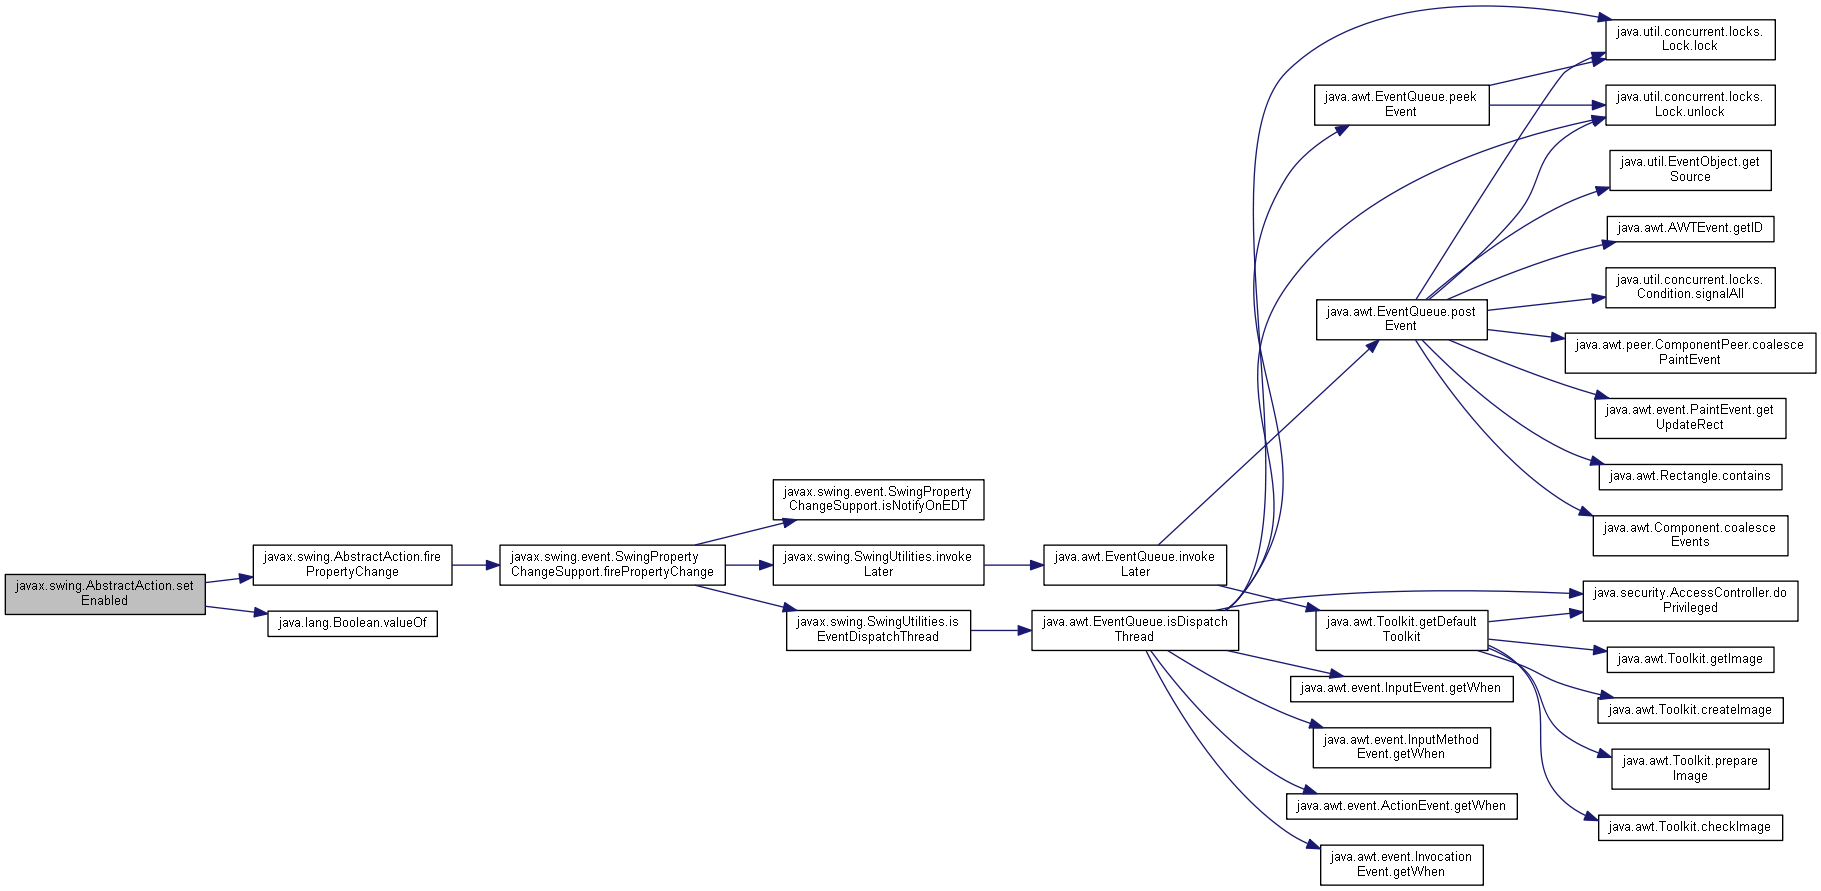 javax.swing.AbstractAction.set
Enabled
javax.swing.AbstractAction.fire
PropertyChange
java.lang.Boolean.valueOf
javax.swing.event.SwingProperty
ChangeSupport.firePropertyChange
javax.swing.event.SwingProperty
ChangeSupport.isNotifyOnEDT
javax.swing.SwingUtilities.invoke
Later
javax.swing.SwingUtilities.is
EventDispatchThread
java.awt.EventQueue.invoke
Later
java.awt.EventQueue.isDispatch
Thread
java.awt.EventQueue.peek
Event
java.awt.EventQueue.post
Event
java.awt.Toolkit.getDefault
Toolkit
java.awt.event.InputEvent.getWhen
java.awt.event.InputMethod
Event.getWhen
java.awt.event.ActionEvent.getWhen
java.awt.event.Invocation
Event.getWhen
java.util.concurrent.locks.
Lock.lock
java.util.concurrent.locks.
Lock.unlock
java.util.EventObject.get
Source
java.awt.AWTEvent.getID
java.util.concurrent.locks.
Condition.signalAll
java.awt.peer.ComponentPeer.coalesce
PaintEvent
java.awt.event.PaintEvent.get
UpdateRect
java.awt.Rectangle.contains
java.awt.Component.coalesce
Events
java.security.AccessController.do
Privileged
java.awt.Toolkit.getImage
java.awt.Toolkit.createImage
java.awt.Toolkit.prepare
Image
java.awt.Toolkit.checkImage